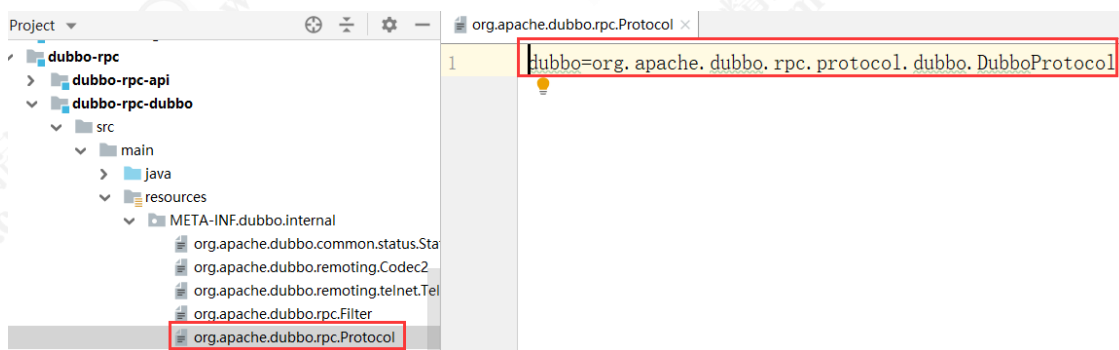 Project
org.apache.dubbo.rpc.Protocol
dubbo-rpc
dubbo-rpc-api
dubbo-rpc-dubbo
src
main
java
resources
META-INF.dubbo.internal
org.apache.dubbo.common.status.Sta
org.apache.dubbo.remoting.Codec2
org.apache.dubbo.remoting.telnet.Tel
org.apache.dubbo.rpc.Filter
org.apache.dubbo.rpc.Protocol
1 dubbo=org.apache.dubbo.rpc.protocol.dubbo.DubboProtocol